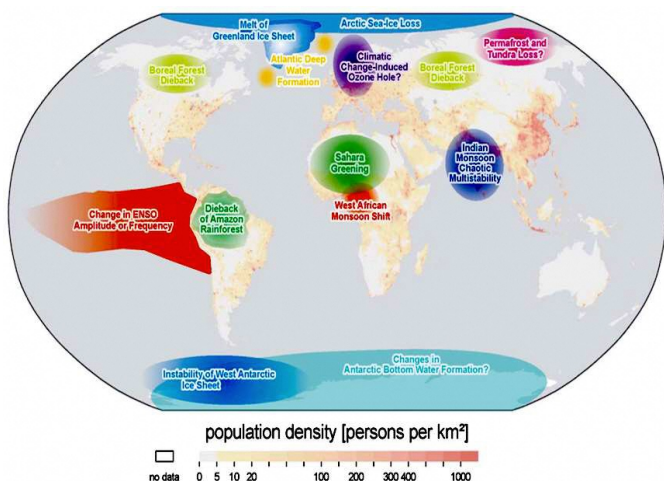 Melt of
Greenland Ice Sheet
Arctic Sea-Ice Loss
Atlantic Deep
Water
Formation
Climatic
Change-Induced
Ozone Hole?
Permafrost and
Tundra Loss?
Boreal Forest
Dieback
Boreal Forest
Dieback
Sahara
Greening
Indian
Monsoon
Chaotic
Multistability
West African
Monsoon Shift
Change in ENSO
Amplitude or Frequency
Dieback
of Amazon
Rainforest
Instability of West Antarctic
Ice Sheet
Changes in
Antarctic Bottom Water Formation?
population density [persons per km²]
no data 0 5 10 20 100 200 300 400 1000